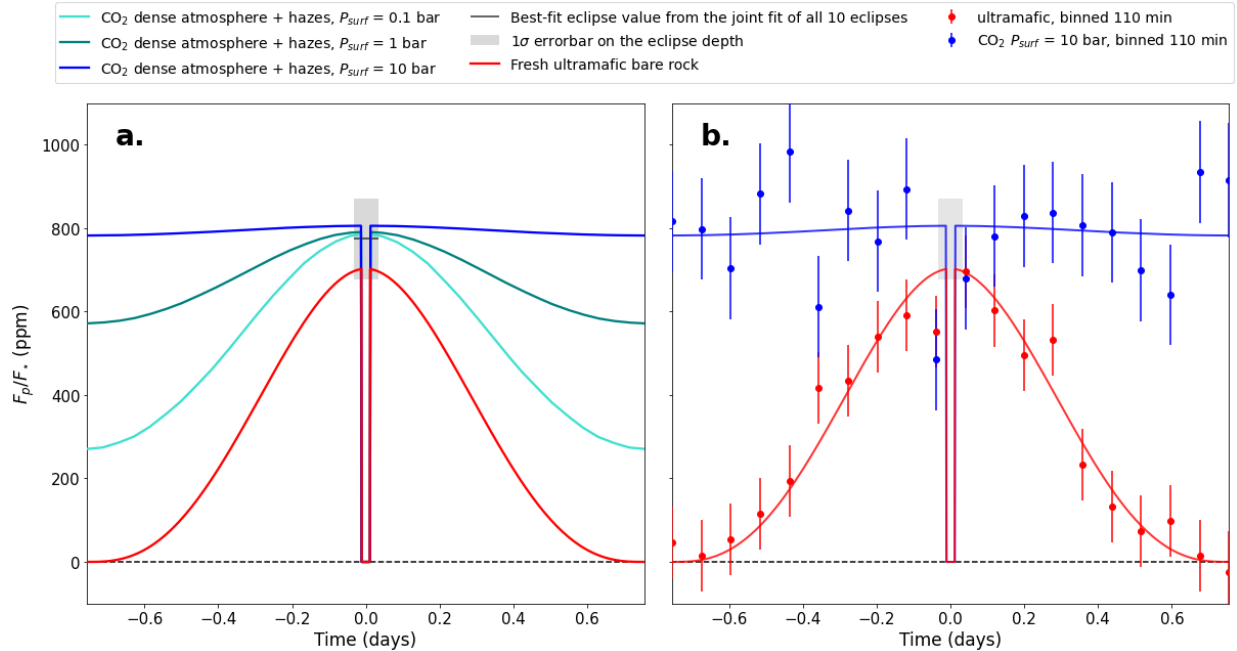 CO₂ dense atmosphere + hazes, P_surf = 0.1 bar
CO₂ dense atmosphere + hazes, P_surf = 1 bar
CO₂ dense atmosphere + hazes, P_surf = 10 bar
Best-fit eclipse value from the joint fit of all 10 eclipses
1σ errorbar on the eclipse depth
Fresh ultramafic bare rock
ultramafic, binned 110 min
CO₂ P_surf = 10 bar, binned 110 min
a.
b.
F_p/F_⋆ (ppm)
1000
800
600
400
200
0
−0.6 −0.4 −0.2 0.0 0.2 0.4 0.6
Time (days)
−0.6 −0.4 −0.2 0.0 0.2 0.4 0.6
Time (days)